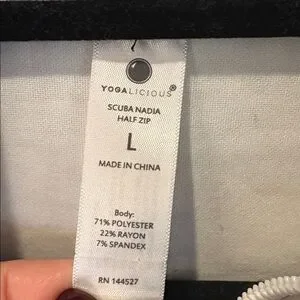 YOGALICIOUS®
SCUBA NADIA
HALF ZIP
L
MADE IN CHINA
Body:
71% POLYESTER
22% RAYON
7% SPANDEX
RN 144527